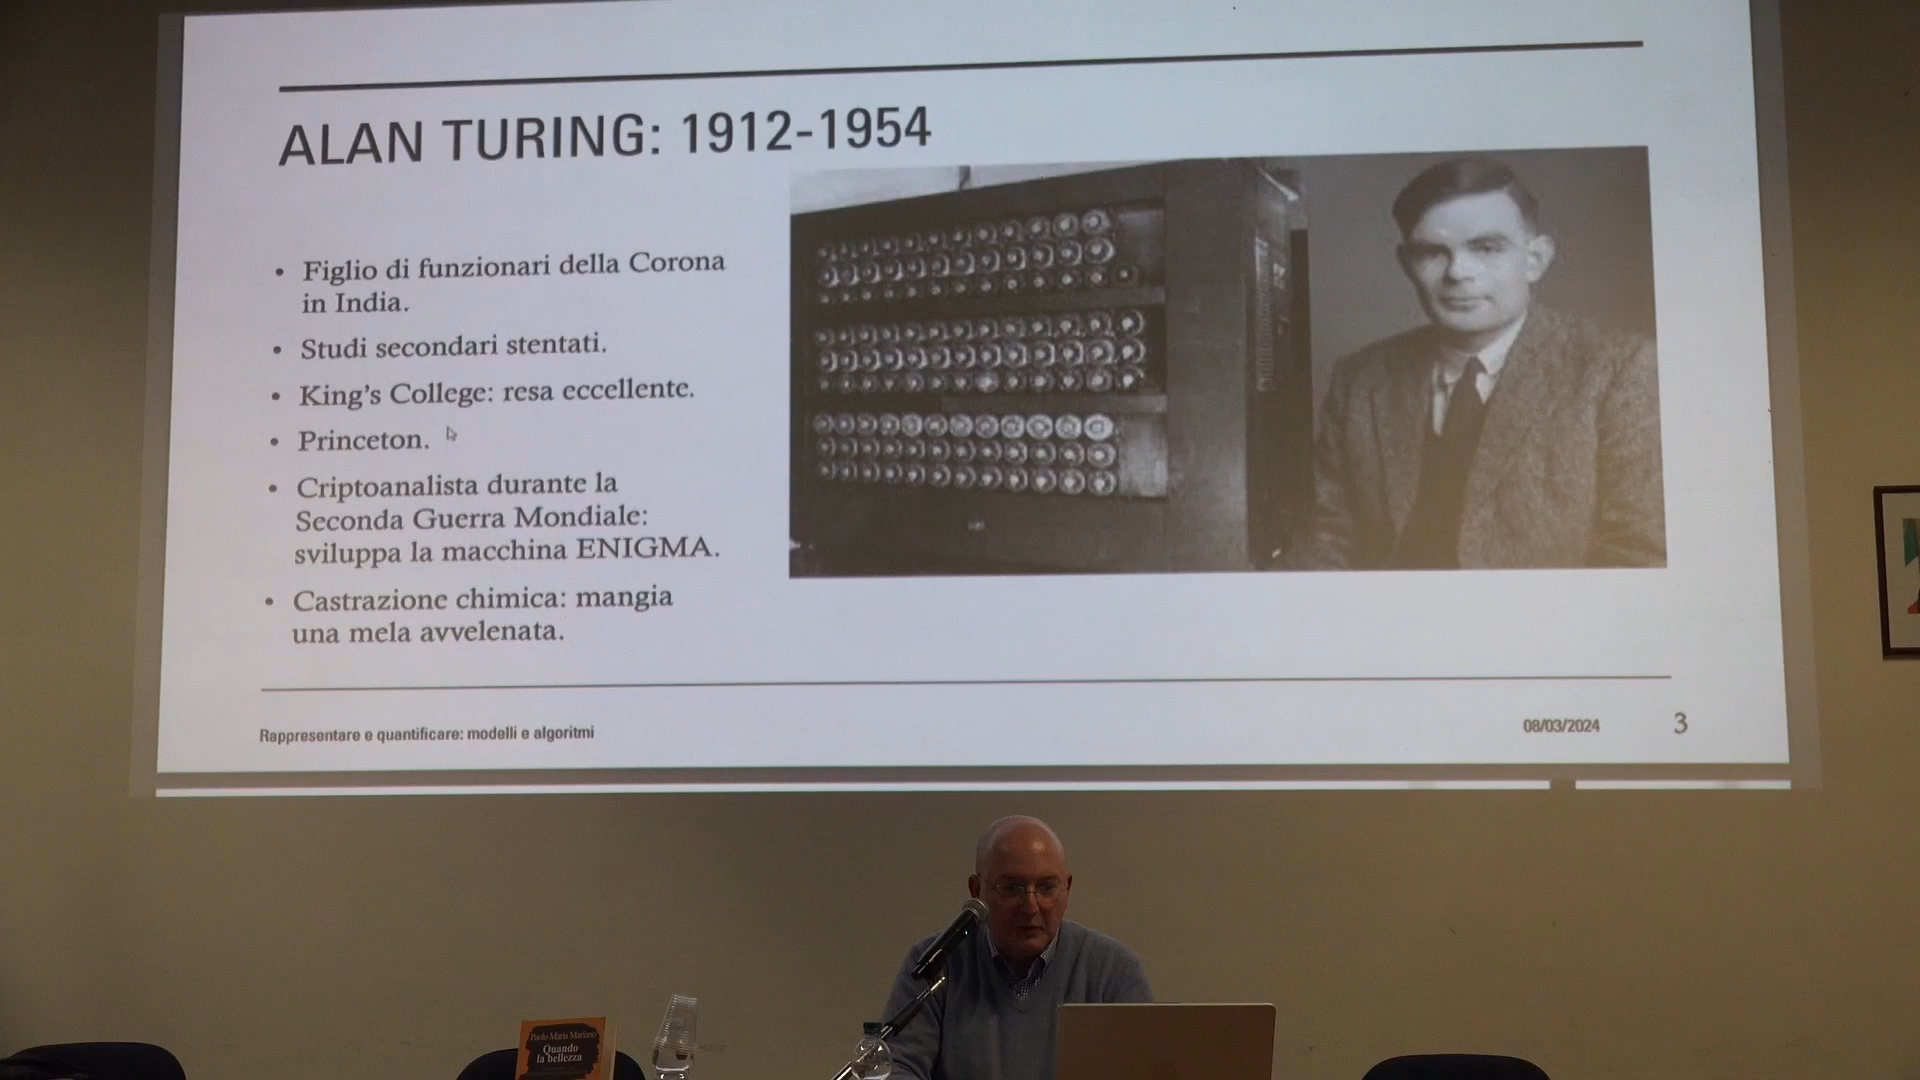 ALAN TURING: 1912-1954
• Figlio di funzionari della Corona
in India.
• Studi secondari stentati.
• King's College: resa eccellente.
• Princeton.
• Criptoanalista durante la
Seconda Guerra Mondiale:
sviluppa la macchina ENIGMA.
• Castrazione chimica: mangia
una mela avvelenata.
Rappresentare e quantificare: modelli e algoritmi
08/03/2024
3
Paolo Maria Mariano
Quando
la bellezza